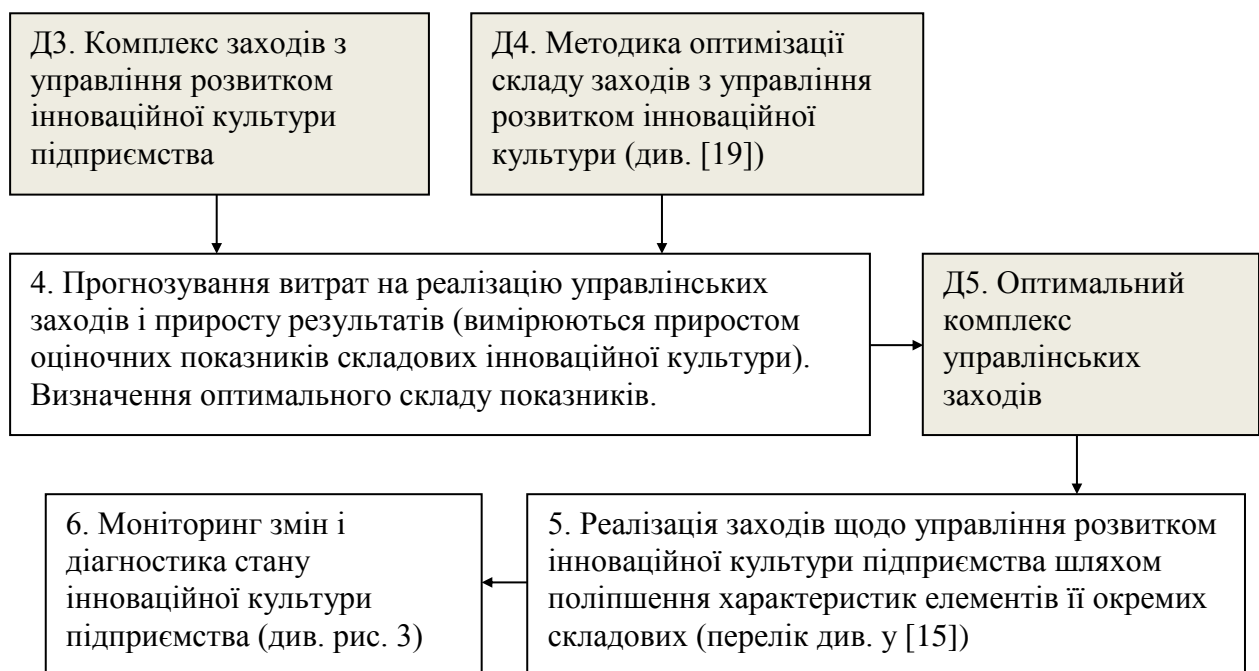 Д3. Комплекс заходів з
управління розвитком
інноваційної культури
підприємства
Д4. Методика оптимізації
складу заходів з управління
розвитком інноваційної
культури (див. [19])
4. Прогнозування витрат на реалізацію управлінських
заходів і приросту результатів (вимірюються приростом
оціночних показників складових інноваційної культури).
Визначення оптимального складу показників.
Д5. Оптимальний
комплекс
управлінських
заходів
6. Моніторинг змін і
діагностика стану
інноваційної культури
підприємства (див. рис. 3)
5. Реалізація заходів щодо управління розвитком
інноваційної культури підприємства шляхом
поліпшення характеристик елементів її окремих
складових (перелік див. у [15])